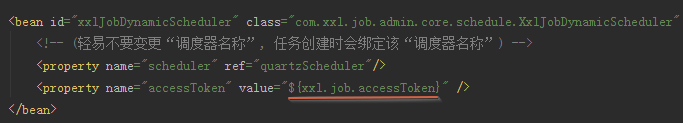 <bean id="xxlJobDynamicScheduler" class="com.xxl.job.admin.core.schedule.XxlJobDynamicScheduler"
<!-- (轻易不要变更“调度器名称”, 任务创建时会绑定该“调度器名称”) -->
<property name="scheduler" ref="quartzScheduler"/>
<property name="accessToken" value="${xxl.job.accessToken}" />
</bean>